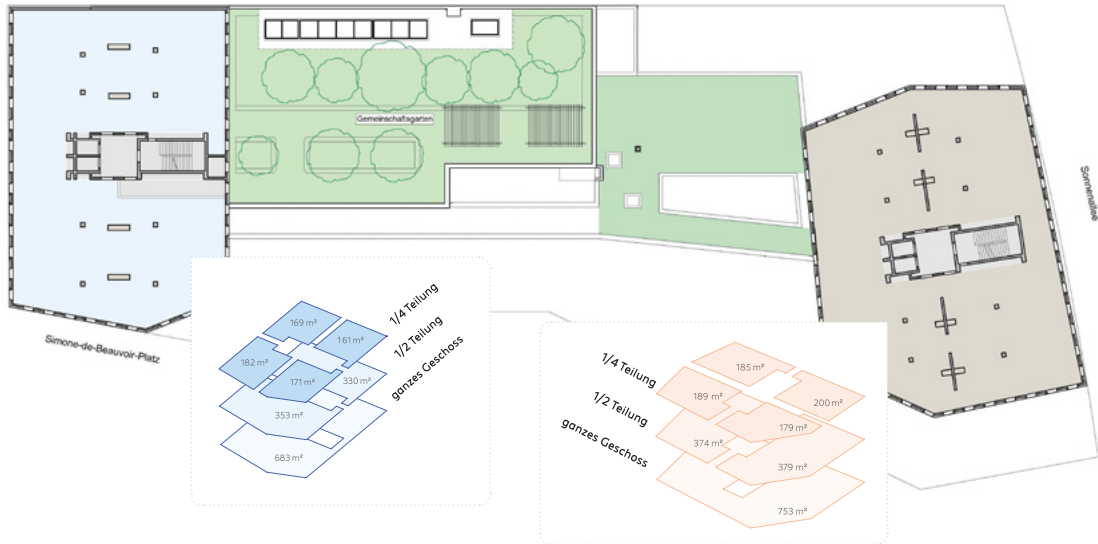 Gemeinschaftsgarten
Sonnenallee
Simone-de-Beauvoir-Platz
1/4 Teilung
1/2 Teilung
ganzes Geschoss
169 m²
161 m²
182 m²
171 m²
330 m²
353 m²
683 m²
1/4 Teilung
1/2 Teilung
ganzes Geschoss
185 m²
189 m²
200 m²
179 m²
374 m²
379 m²
753 m²